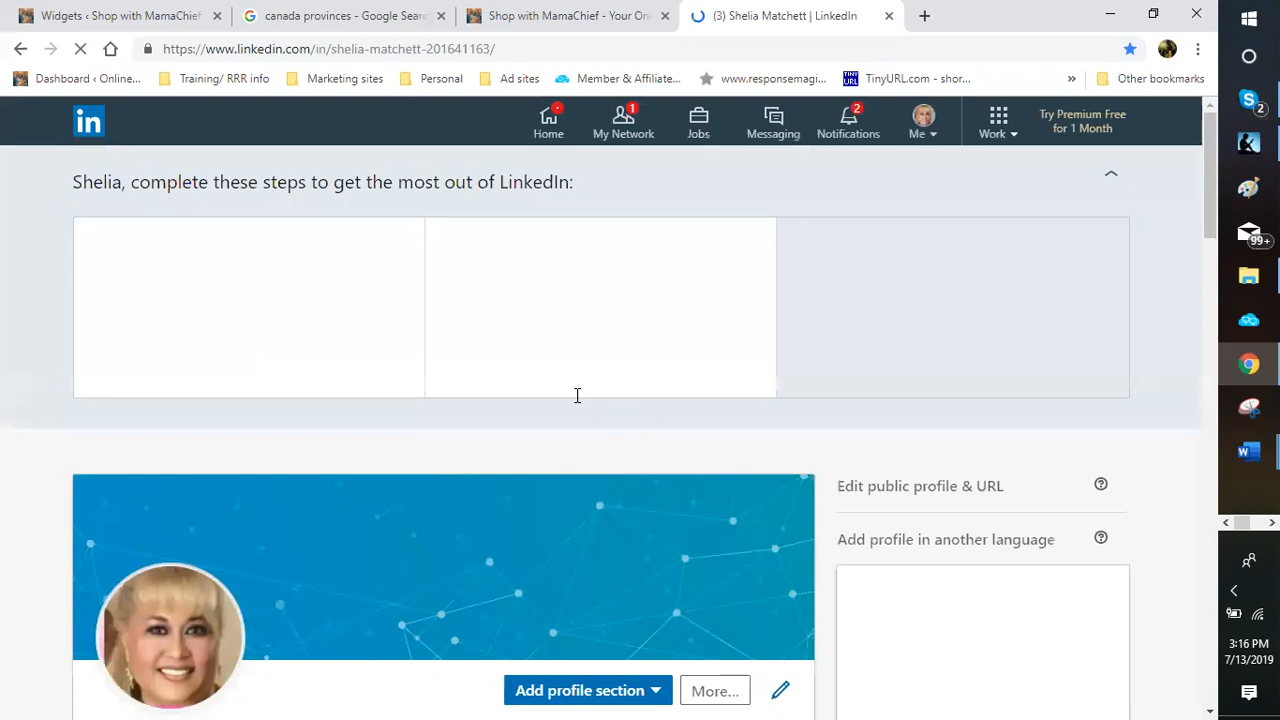 Widgets ‹ Shop with MamaChief
canada provinces - Google Sear
Shop with MamaChief - Your On
(3) Shelia Matchett | LinkedIn
https://www.linkedin.com/in/shelia-matchett-201641163/
Dashboard ‹ Online...
Training/ RRR info
Marketing sites
Personal
Ad sites
Member & Affiliate...
www.responsemagi...
TINY URL
TinyURL.com - shor...
»
Other bookmarks
in
Home
1
My Network
Jobs
Messaging
2
Notifications
Me
Work
Try Premium Free
for 1 Month
Shelia, complete these steps to get the most out of LinkedIn:
Edit public profile & URL
Add profile in another language
Add profile section
More...
2
99+
3:16 PM
7/13/2019